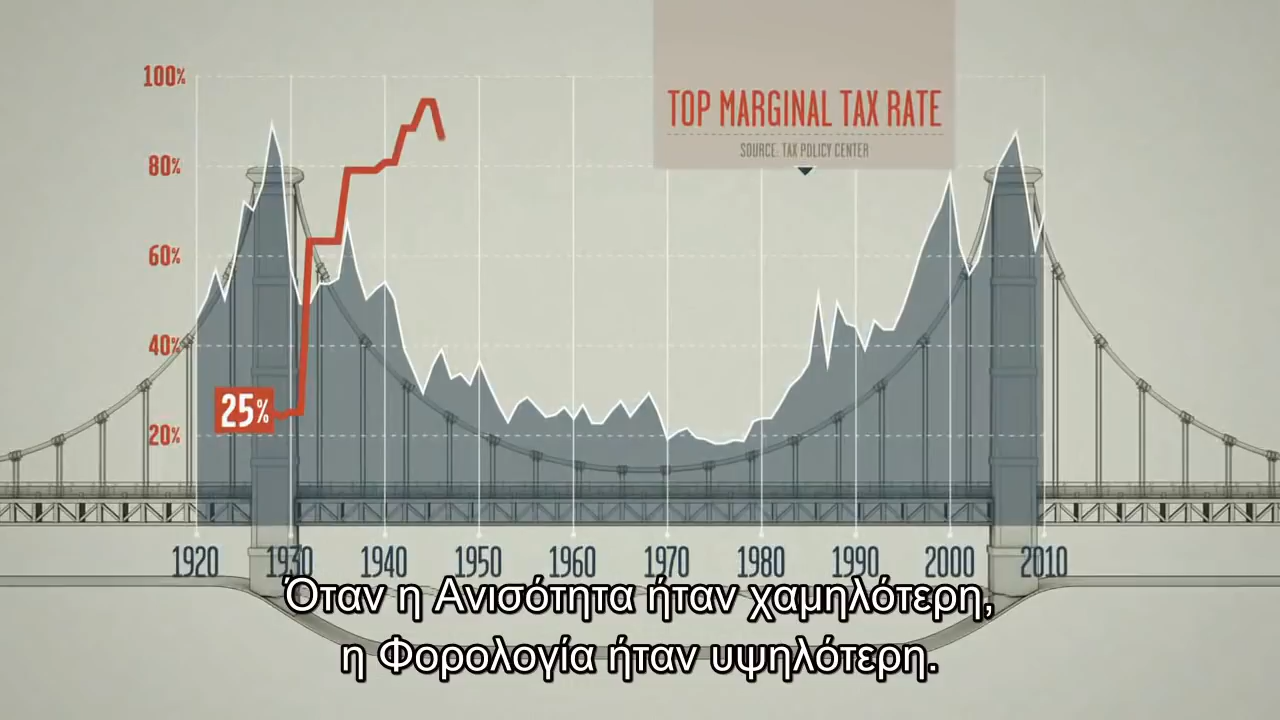 100%
TOP MARGINAL TAX RATE
SOURCE: TAX POLICY CENTER
80%
60%
40%
25%
20%
1920 1930 1940 1950 1960 1970 1980 1990 2000 2010
Όταν η Ανισότητα ήταν χαμηλότερη,
η Φορολογία ήταν υψηλότερη.